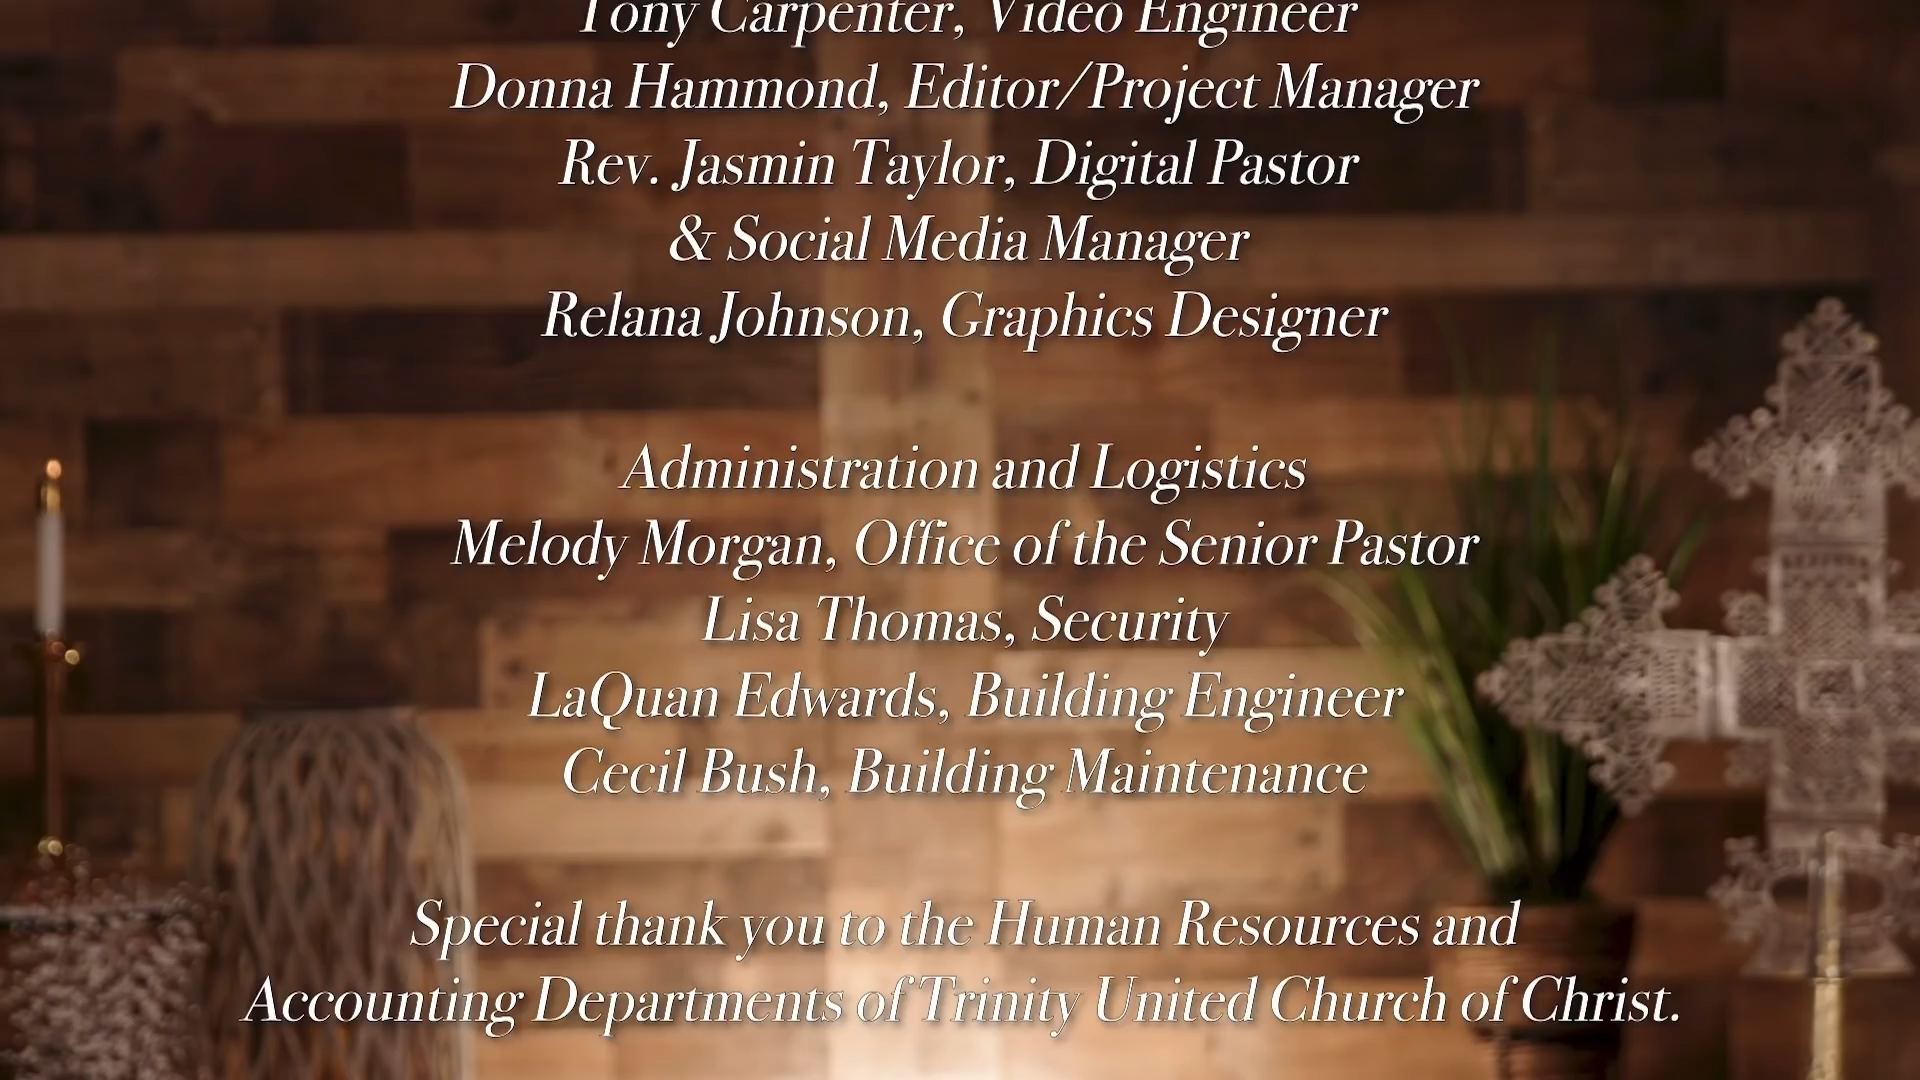 Tony Carpenter, Video Engineer
Donna Hammond, Editor/Project Manager
Rev. Jasmin Taylor, Digital Pastor
& Social Media Manager
Relana Johnson, Graphics Designer
Administration and Logistics
Melody Morgan, Office of the Senior Pastor
Lisa Thomas, Security
LaQuan Edwards, Building Engineer
Cecil Bush, Building Maintenance
Special thank you to the Human Resources and
Accounting Departments of Trinity United Church of Christ.